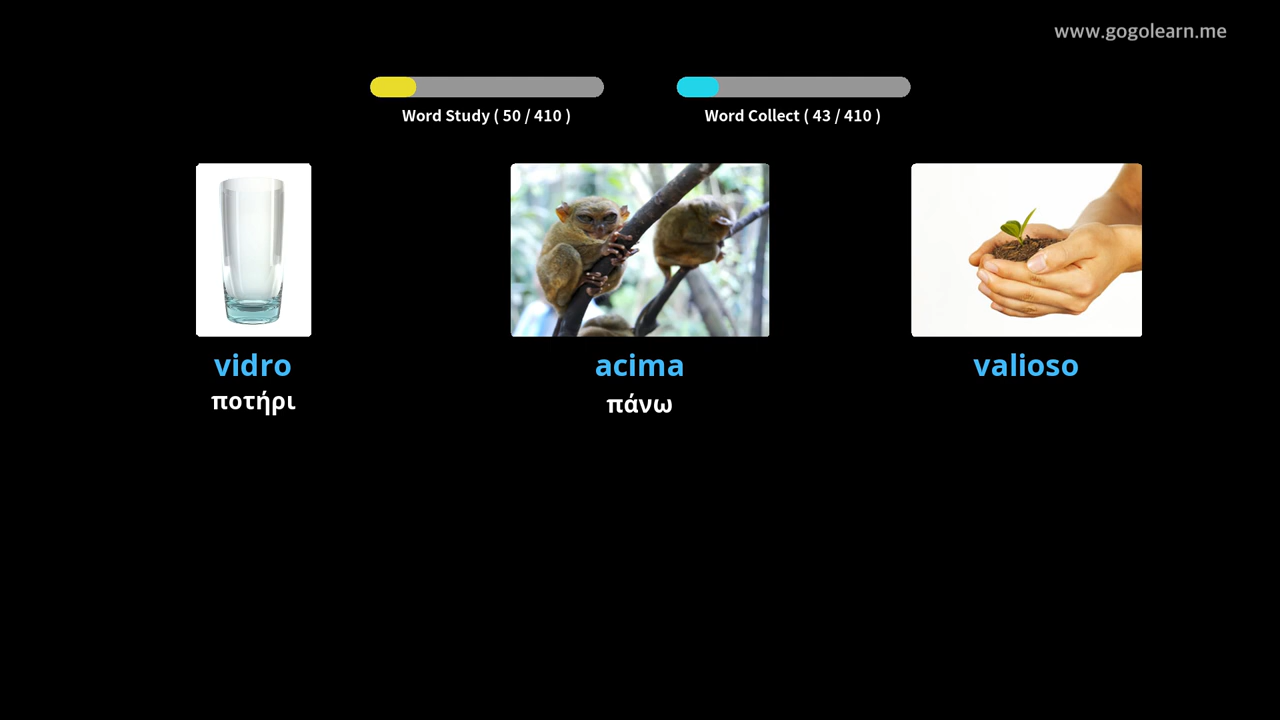 www.gogolearn.me
Word Study ( 50 / 410 )
Word Collect ( 43 / 410 )
vidro
ποτήρι
acima
πάνω
valioso